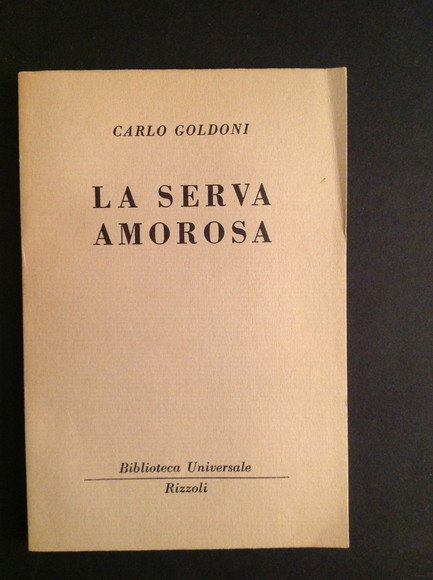 CARLO GOLDONI
LA SERVA
AMOROSA
Biblioteca Universale
Rizzoli